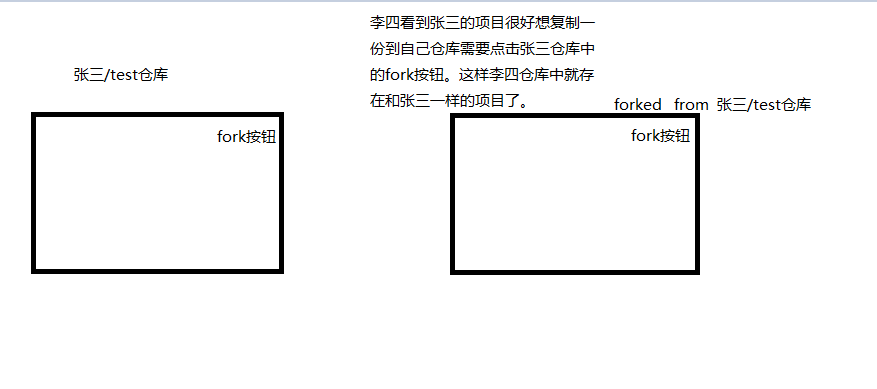 张三/test仓库
fork按钮
李四看到张三的项目很好想复制一
份到自己仓库需要点击张三仓库中
的fork按钮。这样李四仓库中就存
在和张三一样的项目了。
forked from 张三/test仓库
fork按钮